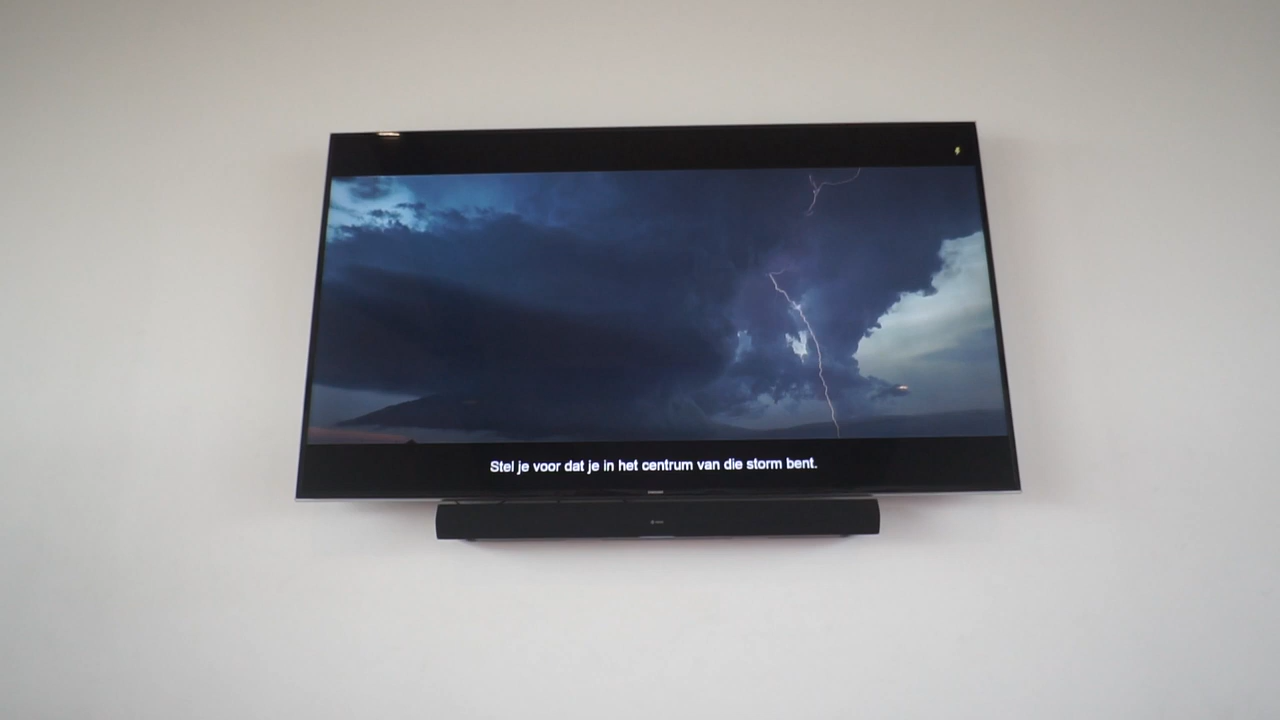 Stel je voor dat je in het centrum van die storm bent.